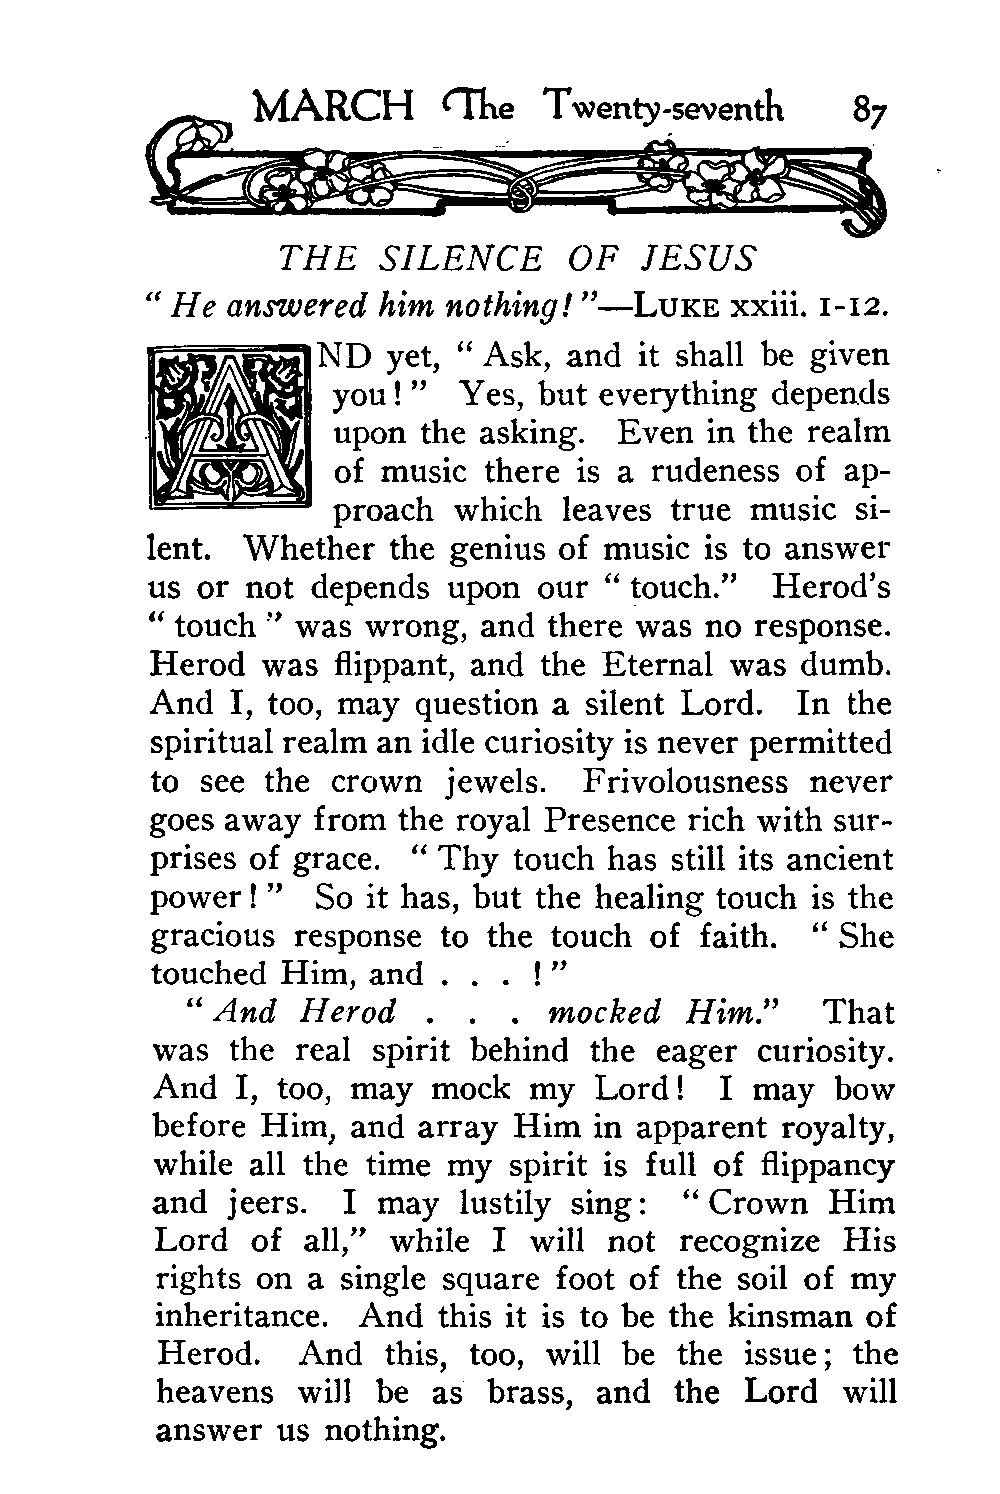 MARCH The Twenty-seventh 87
THE SILENCE OF JESUS
“ He answered him nothing! ”—LUKE xxiii. 1-12.
AND yet, “ Ask, and it shall be given
you! ” Yes, but everything depends
upon the asking. Even in the realm
of music there is a rudeness of ap-
proach which leaves true music si-
lent. Whether the genius of music is to answer
us or not depends upon our “ touch.” Herod’s
“ touch ” was wrong, and there was no response.
Herod was flippant, and the Eternal was dumb.
And I, too, may question a silent Lord. In the
spiritual realm an idle curiosity is never permitted
to see the crown jewels. Frivolousness never
goes away from the royal Presence rich with sur-
prises of grace. “ Thy touch has still its ancient
power! ” So it has, but the healing touch is the
gracious response to the touch of faith. “ She
touched Him, and . . . ! ”
“ And Herod . . . mocked Him.” That
was the real spirit behind the eager curiosity.
And I, too, may mock my Lord! I may bow
before Him, and array Him in apparent royalty,
while all the time my spirit is full of flippancy
and jeers. I may lustily sing: “ Crown Him
Lord of all,” while I will not recognize His
rights on a single square foot of the soil of my
inheritance. And this it is to be the kinsman of
Herod. And this, too, will be the issue; the
heavens will be as brass, and the Lord will
answer us nothing.